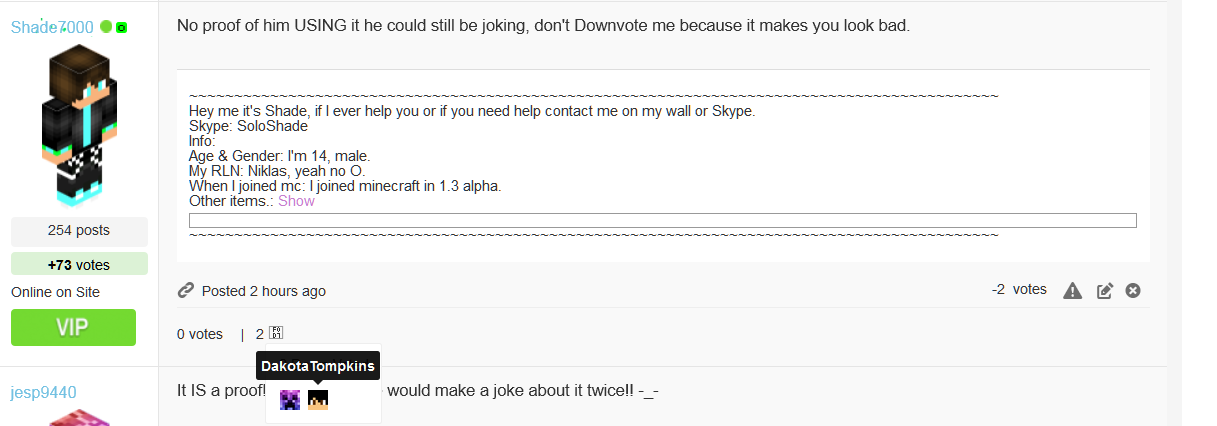 Shade7000
No proof of him USING it he could still be joking, don't Downvote me because it makes you look bad.
~~~~~~~~~~~~~~~~~~~~~~~~~~~~~~~~~~~~~~~~~~~~~~~~~~~~~~~~~~~~~~~~~~~~~~~~~~~~~~~~~~~~~~~~~~
Hey me it's Shade, if I ever help you or if you need help contact me on my wall or Skype.
Skype: SoloShade
Info:
Age & Gender: I'm 14, male.
My RLN: Niklas, yeah no O.
When I joined mc: I joined minecraft in 1.3 alpha.
Other items.: Show
~~~~~~~~~~~~~~~~~~~~~~~~~~~~~~~~~~~~~~~~~~~~~~~~~~~~~~~~~~~~~~~~~~~~~~~~~~~~~~~~~~~~~~~~~~
254 posts
+73 votes
Online on Site
VIP
Posted 2 hours ago
-2 votes
0 votes | 2
DakotaTompkins
jesp9440
It IS a proof! would make a joke about it twice!! -_-